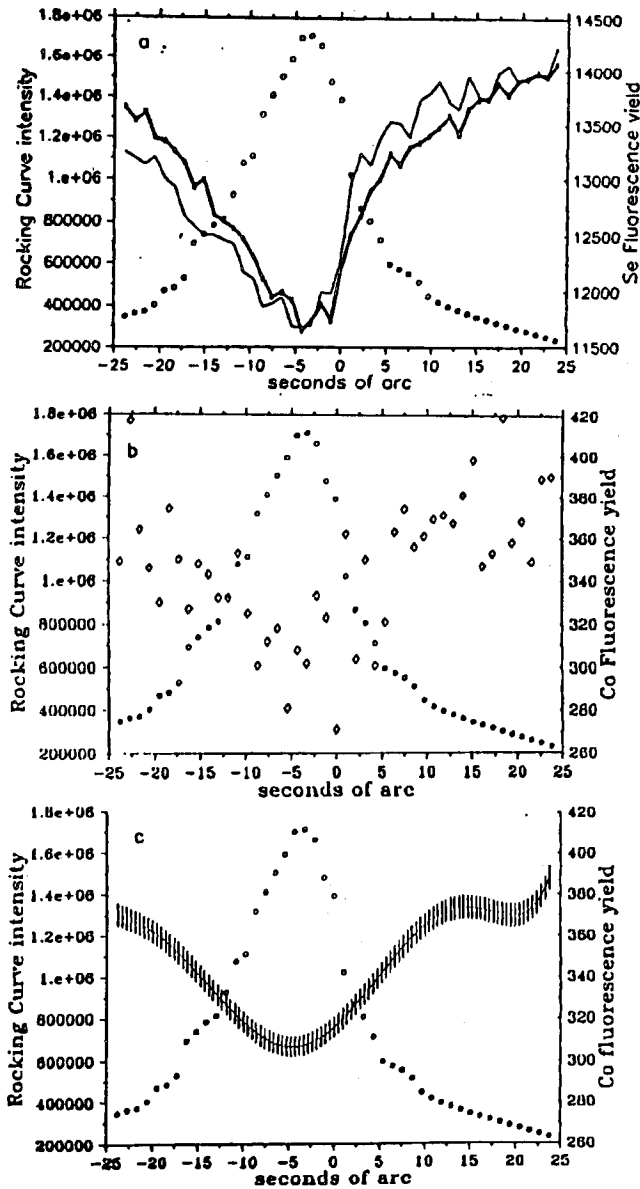 a
1.8e+06
1.6e+06
1.4e+06
1.2e+06
1.e+06
800000
600000
400000
200000
Rocking Curve intensity
14500
14000
13500
13000
12500
12000
11500
Se Fluorescence yield
-25 -20 -15 -10 -5 0 5 10 15 20 25
seconds of arc
b
1.8e+06
1.6e+06
1.4e+06
1.2e+06
1.e+06
800000
600000
400000
200000
Rocking Curve intensity
420
400
380
360
340
320
300
280
260
Co Fluorescence yield
-25 -20 -15 -10 -5 0 5 10 15 20 25
seconds of arc
c
1.8e+06
1.6e+06
1.4e+06
1.2e+06
1.e+06
800000
600000
400000
200000
Rocking Curve intensity
420
400
380
360
340
320
300
280
260
Co fluorescence yield
-25 -20 -15 -10 -5 0 5 10 15 20 25
seconds of arc